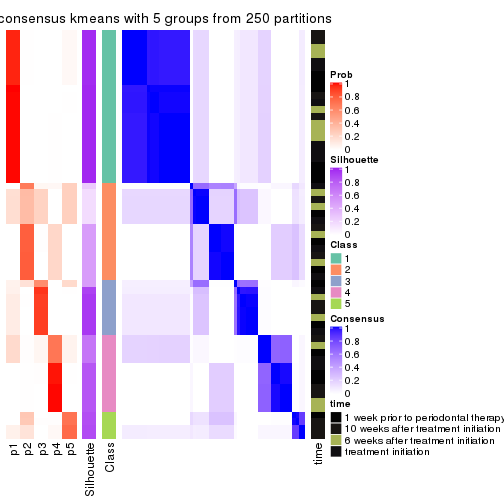 consensus kmeans with 5 groups from 250 partitions
Prob
1
0.8
0.6
0.4
0.2
0
Silhouette
1
0.8
0.6
0.4
0.2
0
Class
1
2
3
4
5
Consensus
1
0.8
0.6
0.4
0.2
0
time
1 week prior to periodontal therapy
10 weeks after treatment initiation
6 weeks after treatment initiation
treatment initiation
p1
p2
p3
p4
p5
Silhouette
Class
time